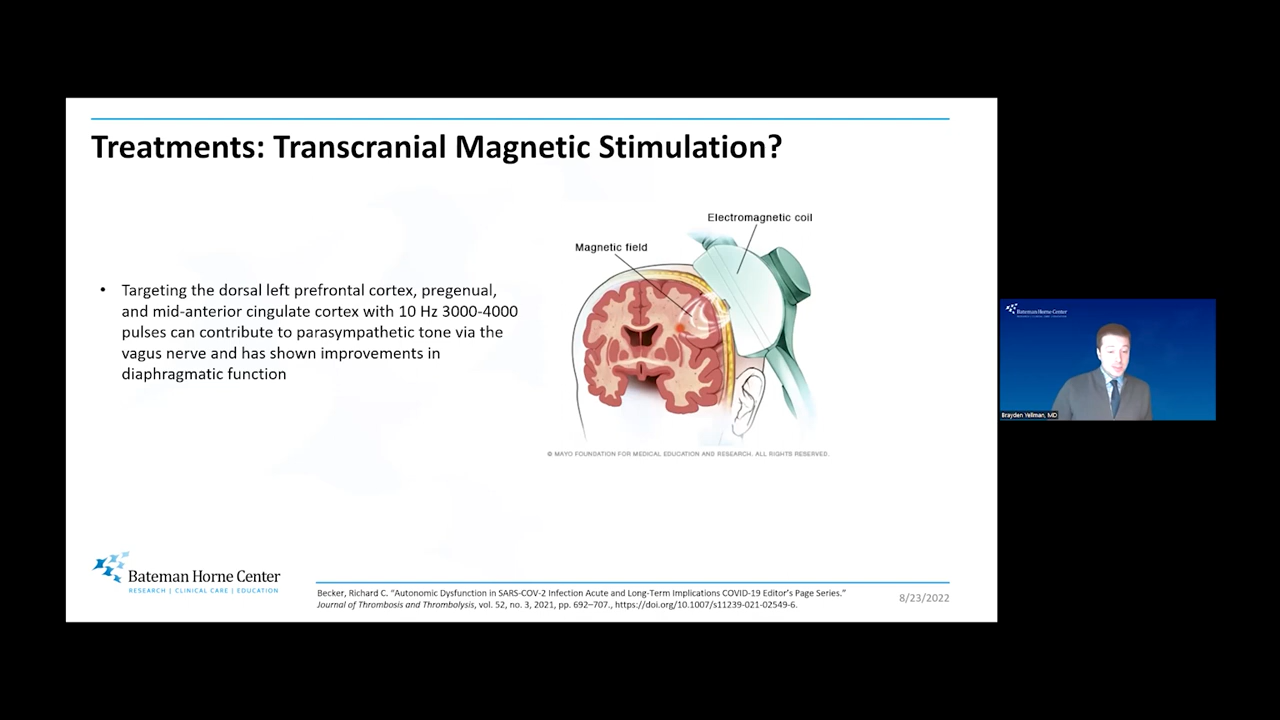 Treatments: Transcranial Magnetic Stimulation?
Electromagnetic coil
Magnetic field
• Targeting the dorsal left prefrontal cortex, pregenual,
and mid-anterior cingulate cortex with 10 Hz 3000-4000
pulses can contribute to parasympathetic tone via the
vagus nerve and has shown improvements in
diaphragmatic function
© MAYO FOUNDATION FOR MEDICAL EDUCATION AND RESEARCH. ALL RIGHTS RESERVED.
Bateman Horne Center
RESEARCH | CLINICAL CARE | EDUCATION
Becker, Richard C. “Autonomic Dysfunction in SARS-COV-2 Infection Acute and Long-Term Implications COVID-19 Editor’s Page Series.”
Journal of Thrombosis and Thrombolysis, vol. 52, no. 3, 2021, pp. 692–707., https://doi.org/10.1007/s11239-021-02549-6.
8/23/2022
Bateman Horne Center
Brayden Yellman, MD